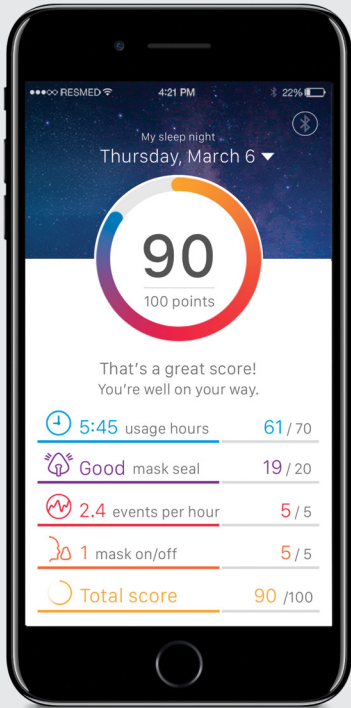 RESMED 4:21 PM 22%
My sleep night
Thursday, March 6
90
100 points
That's a great score!
You're well on your way.
5:45 usage hours 61 / 70
Good mask seal 19 / 20
2.4 events per hour 5 / 5
1 mask on/off 5 / 5
Total score 90 /100